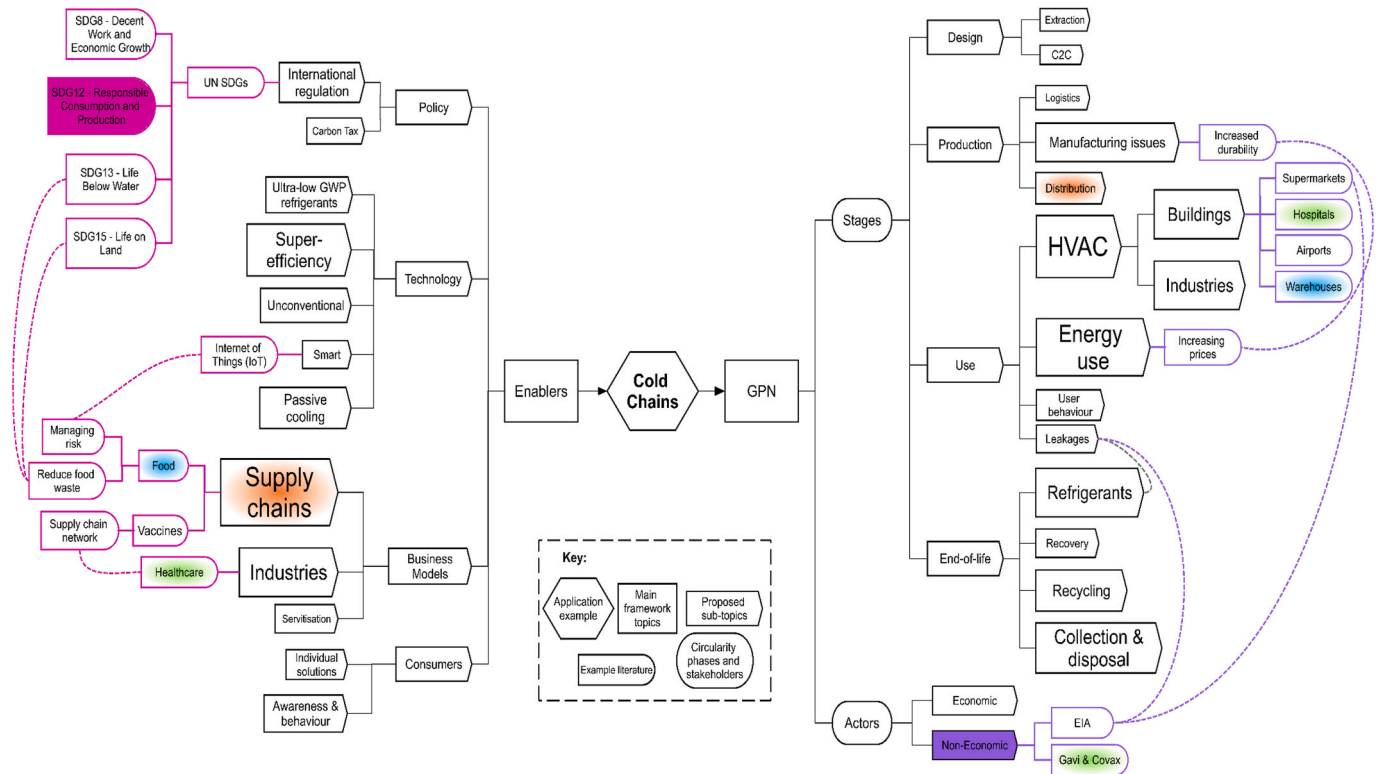 SDG8 - Decent
Work and
Economic Growth
SDG12 - Responsible
Consumption and
Production
SDG13 - Life
Below Water
SDG15 - Life on
Land
UN SDGs
International
regulation
Carbon Tax
Policy
Ultra-low GWP
refrigerants
Super-
efficiency
Unconventional
Internet of
Things (IoT)
Smart
Passive
cooling
Technology
Managing
risk
Reduce food
waste
Food
Supply chain
network
Vaccines
Supply
chains
Healthcare
Industries
Servitisation
Business
Models
Individual
solutions
Awareness &
behaviour
Consumers
Enablers
Cold
Chains
GPN
Key:
Application
example
Main
framework
topics
Proposed
sub-topics
Example literature
Circularity
phases and
stakeholders
Stages
Design
Extraction
C2C
Production
Logistics
Manufacturing issues
Increased
durability
Distribution
Use
HVAC
Buildings
Supermarkets
Hospitals
Airports
Warehouses
Industries
Energy
use
Increasing
prices
User
behaviour
Leakages
End-of-life
Refrigerants
Recovery
Recycling
Collection &
disposal
Actors
Economic
Non-Economic
EIA
Gavi & Covax